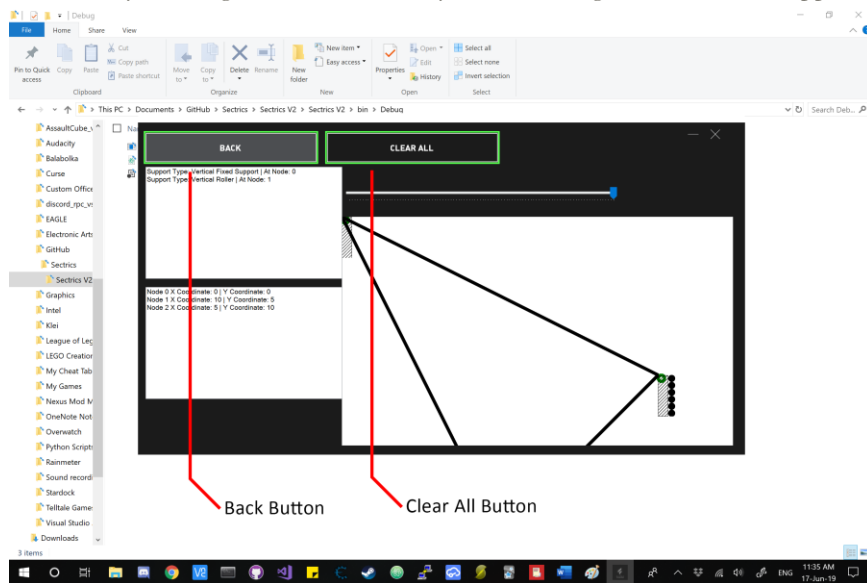 Debug
File Home Share View
Pin to Quick access
Copy
Paste
Cut
Copy path
Paste shortcut
Clipboard
Move to
Copy to
Delete
Rename
Organize
New folder
New item
Easy access
New
Properties
Open
Edit
History
Open
Select all
Select none
Invert selection
Select
This PC > Documents > GitHub > Sectrics > Sectrics V2 > Sectrics V2 > bin > Debug
Search Deb...
AssaultCube_v
Audacity
Balabolka
Curse
Custom Office
discord_rpc_vs
EAGLE
Electronic Arts
GitHub
Sectrics
Sectrics V2
Graphics
Intel
Klei
League of Leg
LEGO Creation
My Cheat Tab
My Games
Nexus Mod M
OneNote Not
Overwatch
Python Scripts
Rainmeter
Sound record
Stardock
Telltale Games
Visual Studio
Downloads
3 items
Na
BACK
CLEAR ALL
Support Type: Vertical Fixed Support | At Node: 0
Support Type: Vertical Roller | At Node: 1
Node 0 X Coordinate: 0 | Y Coordinate: 0
Node 1 X Coordinate: 10 | Y Coordinate: 5
Node 2 X Coordinate: 5 | Y Coordinate: 10
Back Button
Clear All Button
ENG
11:35 AM
17-Jun-19